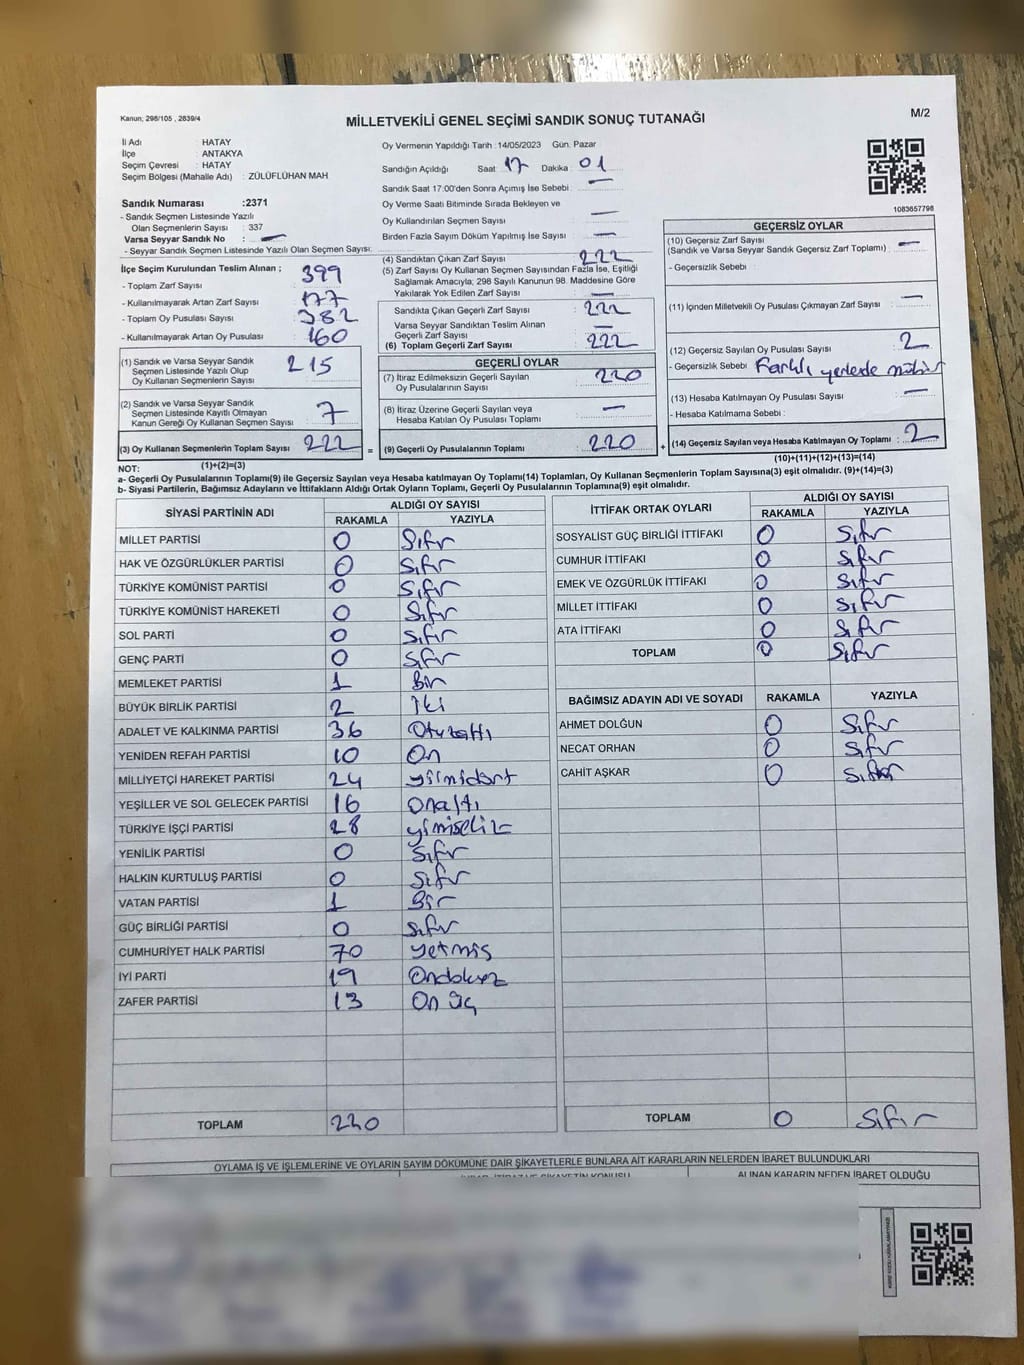 Kanun; 298/105 , 2839/4
MİLLETVEKİLİ GENEL SEÇİMİ SANDIK SONUÇ TUTANAĞI
M/2
İl Adı : HATAY
İlçe : ANTAKYA
Seçim Çevresi : HATAY
Seçim Bölgesi (Mahalle Adı) : ZÜLÜFLÜHAN MAH
Sandık Numarası :2371
- Sandık Seçmen Listesinde Yazılı
Olan Seçmenlerin Sayısı : 337
Varsa Seyyar Sandık No : —
- Seyyar Sandık Seçmen Listesinde Yazılı Olan Seçmen Sayısı:
İlçe Seçim Kurulundan Teslim Alınan ;
- Toplam Zarf Sayısı : 399
- Kullanılmayarak Artan Zarf Sayısı : 177
- Toplam Oy Pusulası Sayısı : 382
- Kullanılmayarak Artan Oy Pusulası : 160
(1) Sandık ve Varsa Seyyar Sandık
Seçmen Listesinde Yazılı Olup
Oy Kullanan Seçmenlerin Sayısı : 215
(2) Sandık ve Varsa Seyyar Sandık
Seçmen Listesinde Kayıtlı Olmayan
Kanun Gereği Oy Kullanan Seçmen Sayısı : 7
(3) Oy Kullanan Seçmenlerin Toplam Sayısı : 222 =
(1)+(2)=(3)
Oy Vermenin Yapıldığı Tarih :14/05/2023 Gün. Pazar
Sandığın Açıldığı Saat : 17 Dakika : 01
Sandık Saat 17:00'den Sonra Açımış İse Sebebi : —
Oy Verme Saati Bitiminde Sırada Bekleyen ve
Oy Kullandırılan Seçmen Sayısı : —
Birden Fazla Sayım Döküm Yapılmış İse Sayısı : —
(4) Sandıktan Çıkan Zarf Sayısı : 222
(5) Zarf Sayısı Oy Kullanan Seçmen Sayısından Fazla İse, Eşitliği
Sağlamak Amacıyla; 298 Sayılı Kanunun 98. Maddesine Göre
Yakılarak Yok Edilen Zarf Sayısı : —
Sandıkta Çıkan Geçerli Zarf Sayısı : 222
Varsa Seyyar Sandıktan Teslim Alınan
Geçerli Zarf Sayısı : —
(6) Toplam Geçerli Zarf Sayısı : 222
GEÇERLİ OYLAR
(7) İtiraz Edilmeksizin Geçerli Sayılan
Oy Pusulalarının Sayısı : 220
(8) İtiraz Üzerine Geçerli Sayılan veya
Hesaba Katılan Oy Pusulası Toplamı : —
(9) Geçerli Oy Pusulalarının Toplamı : 220 +
1083657798
GEÇERSİZ OYLAR
(10) Geçersiz Zarf Sayısı
(Sandık ve Varsa Seyyar Sandık Geçersiz Zarf Toplamı) : —
- Geçersizlik Sebebi :
(11) İçinden Milletvekili Oy Pusulası Çıkmayan Zarf Sayısı : —
(12) Geçersiz Sayılan Oy Pusulası Sayısı : 2
- Geçersizlik Sebebi : Farklı yerlerde mühür
(13) Hesaba Katılmayan Oy Pusulası Sayısı : —
- Hesaba Katılmama Sebebi :
(14) Geçersiz Sayılan veya Hesaba Katılmayan Oy Toplamı : 2
(10)+(11)+(12)+(13)=(14)
NOT:
a- Geçerli Oy Pusulalarının Toplamı(9) ile Geçersiz Sayılan veya Hesaba katılmayan Oy Toplamı(14) Toplamları, Oy Kullanan Seçmenlerin Toplam Sayısına(3) eşit olmalıdır. (9)+(14)=(3)
b- Siyasi Partilerin, Bağımsız Adayların ve İttifakların Aldığı Ortak Oyların Toplamı, Geçerli Oy Pusulalarının Toplamına(9) eşit olmalıdır.
SİYASİ PARTİNİN ADI
ALDIĞI OY SAYISI
RAKAMLA YAZIYLA
MİLLET PARTİSİ 0 Sıfır
HAK VE ÖZGÜRLÜKLER PARTİSİ 0 Sıfır
TÜRKİYE KOMÜNİST PARTİSİ 0 Sıfır
TÜRKİYE KOMÜNİST HAREKETİ 0 Sıfır
SOL PARTİ 0 Sıfır
GENÇ PARTİ 0 Sıfır
MEMLEKET PARTİSİ 1 Bir
BÜYÜK BİRLİK PARTİSİ 2 İki
ADALET VE KALKINMA PARTİSİ 36 Otuzaltı
YENİDEN REFAH PARTİSİ 10 On
MİLLİYETÇİ HAREKET PARTİSİ 24 yirmidört
YEŞİLLER VE SOL GELECEK PARTİSİ 16 Onaltı
TÜRKİYE İŞÇİ PARTİSİ 28 yirmisekiz
YENİLİK PARTİSİ 0 Sıfır
HALKIN KURTULUŞ PARTİSİ 0 Sıfır
VATAN PARTİSİ 1 Bir
GÜÇ BİRLİĞİ PARTİSİ 0 Sıfır
CUMHURİYET HALK PARTİSİ 70 Yetmiş
İYİ PARTİ 19 Ondokuz
ZAFER PARTİSİ 13 On üç
TOPLAM 220
İTTİFAK ORTAK OYLARI
ALDIĞI OY SAYISI
RAKAMLA YAZIYLA
SOSYALİST GÜÇ BİRLİĞİ İTTİFAKI 0 Sıfır
CUMHUR İTTİFAKI 0 Sıfır
EMEK VE ÖZGÜRLÜK İTTİFAKI 0 Sıfır
MİLLET İTTİFAKI 0 Sıfır
ATA İTTİFAKI 0 Sıfır
TOPLAM 0 Sıfır
BAĞIMSIZ ADAYIN ADI VE SOYADI RAKAMLA YAZIYLA
AHMET DOLĞUN 0 Sıfır
NECAT ORHAN 0 Sıfır
CAHİT AŞKAR 0 Sıfır
TOPLAM 0 Sıfır
OYLAMA İŞ VE İŞLEMLERİNE VE OYLARIN SAYIM DÖKÜMÜNE DAİR ŞİKAYETLERLE BUNLARA AİT KARARLARIN NELERDEN İBARET BULUNDUKLARI
ALINAN KARARIN NEDEN İBARET OLDUĞU